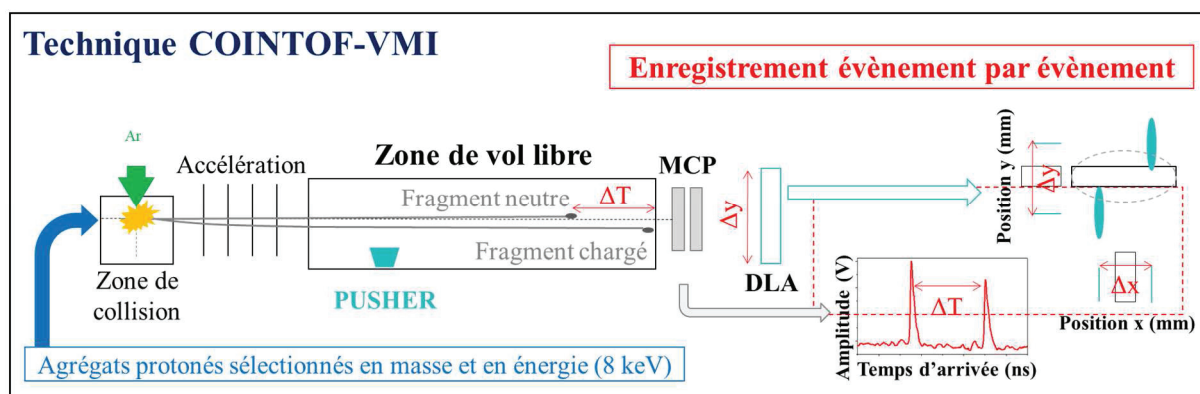 Technique COINTOF-VMI
Enregistrement évènement par évènement
Ar
Accélération
Zone de vol libre
MCP
Fragment neutre
ΔT
Fragment chargé
Δy
Position y (mm)
Δy
Zone de
collision
PUSHER
DLA
Amplitude (V)
ΔT
Δx
Position x (mm)
Temps d'arrivée (ns)
Agrégats protonés sélectionnés en masse et en énergie (8 keV)